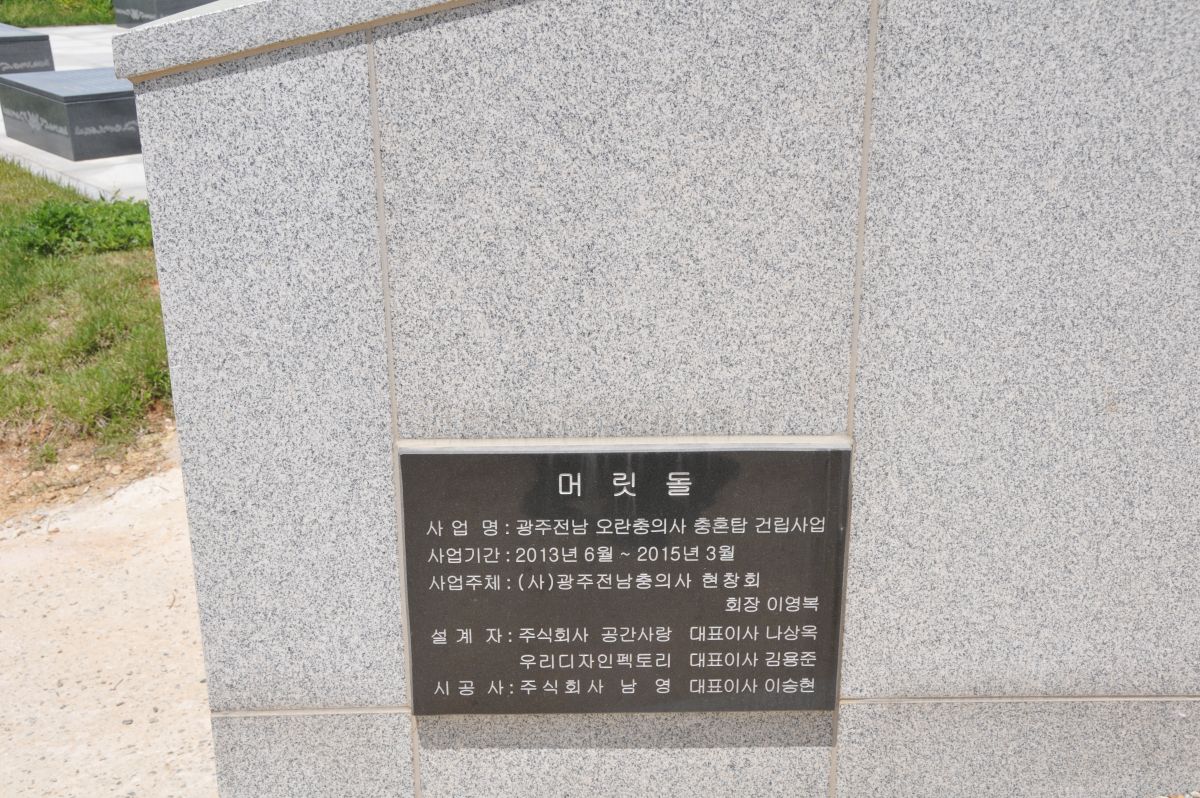 머릿돌
사 업 명 : 광주전남 오란충의사 충혼탑 건립사업
사업기간 : 2013년 6월 ~ 2015년 3월
사업주체 : (사)광주전남충의사 현창회
회장 이영복
설 계 자 : 주식회사 공간사랑 대표이사 나상옥
우리디자인펙토리 대표이사 김용준
시 공 사 : 주식회사 남 영 대표이사 이승현